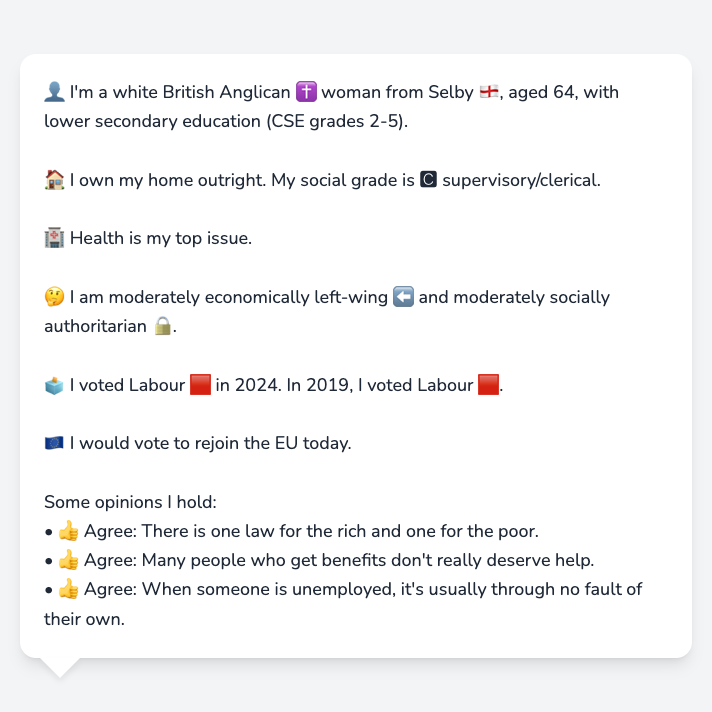 👤 I'm a white British Anglican ✝️ woman from Selby 🏴󠁧󠁢󠁥󠁮󠁧󠁿, aged 64, with
lower secondary education (CSE grades 2-5).
🏠 I own my home outright. My social grade is 🅲 supervisory/clerical.
🏥 Health is my top issue.
🤔 I am moderately economically left-wing ⬅️ and moderately socially
authoritarian 🔒.
🗳️ I voted Labour 🟥 in 2024. In 2019, I voted Labour 🟥.
🇪🇺 I would vote to rejoin the EU today.
Some opinions I hold:
• 👍 Agree: There is one law for the rich and one for the poor.
• 👍 Agree: Many people who get benefits don't really deserve help.
• 👍 Agree: When someone is unemployed, it's usually through no fault of
their own.